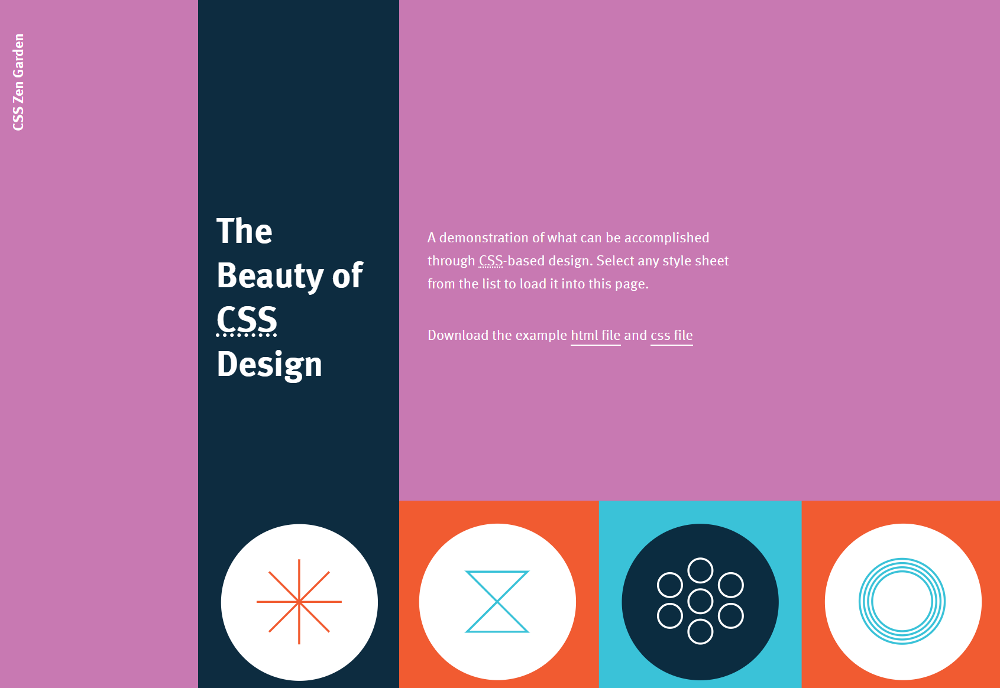 CSS Zen Garden
The
Beauty of
CSS
Design
A demonstration of what can be accomplished
through CSS-based design. Select any style sheet
from the list to load it into this page.
Download the example html file and css file